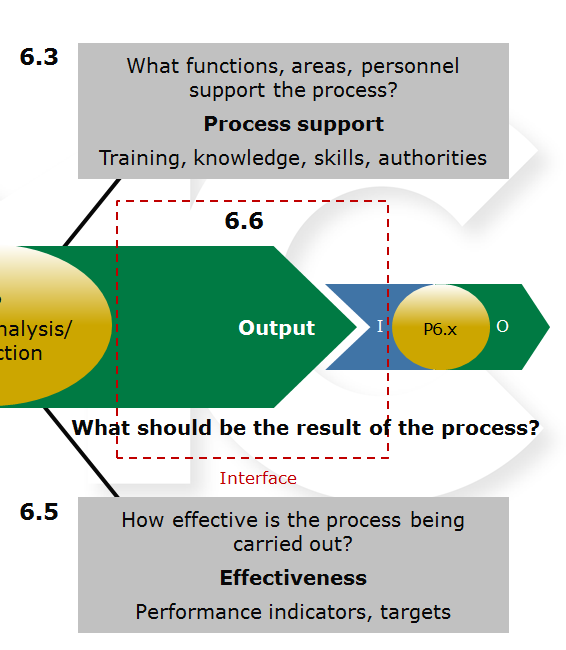 6.3
What functions, areas, personnel
support the process?
Process support
Training, knowledge, skills, authorities
6.6
Output
I
P6.x
O
What should be the result of the process?
Interface
6.5
How effective is the process being
carried out?
Effectiveness
Performance indicators, targets